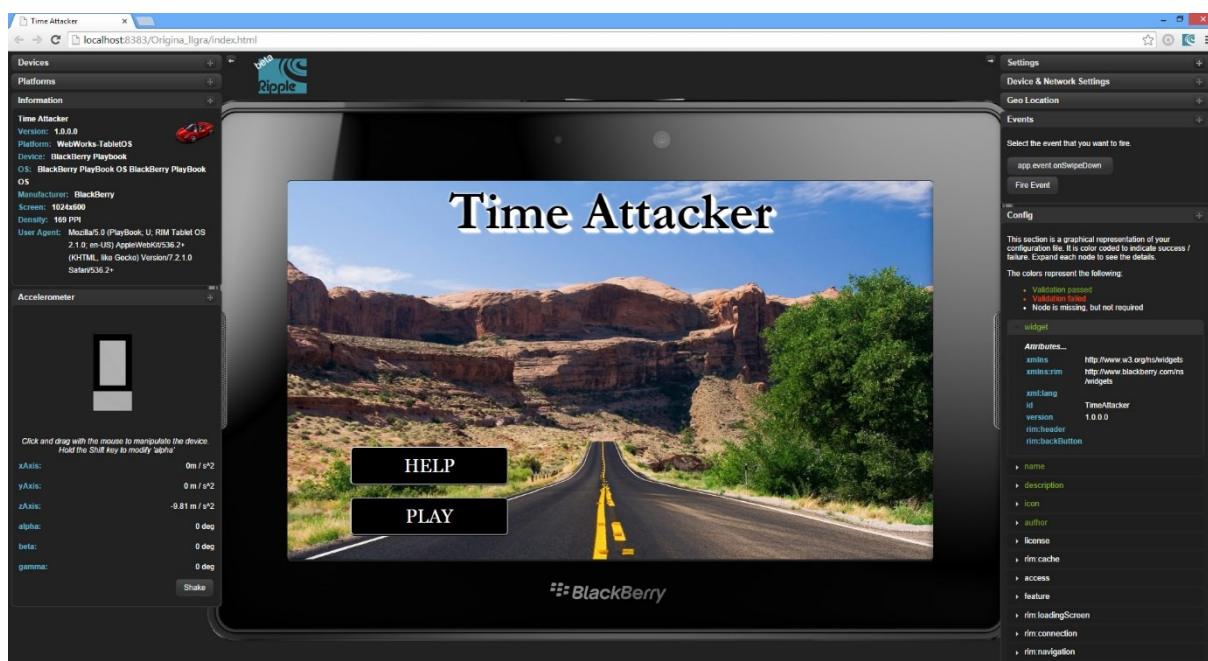 Time Attacker
localhost:8383/Origina_lIgra/index.html
Devices
Platforms
Information
Time Attacker
Version: 1.0.0.0
Platform: WebWorks-TabletOS
Device: BlackBerry Playbook
OS: BlackBerry PlayBook OS BlackBerry PlayBook
OS
Manufacturer: BlackBerry
Screen: 1024x600
Density: 169 PPI
User Agent: Mozilla/5.0 (PlayBook; U; RIM Tablet OS
2.1.0; en-US) AppleWebKit/536.2+
(KHTML, like Gecko) Version/7.2.1.0
Safari/536.2+
Accelerometer
Click and drag with the mouse to manipulate the device.
Hold the Shift key to modify 'alpha'
xAxis: 0m / s^2
yAxis: 0 m / s^2
zAxis: -9.81 m / s^2
alpha: 0 deg
beta: 0 deg
gamma: 0 deg
Shake
beta
Ripple
Time Attacker
HELP
PLAY
BlackBerry
Settings
Device & Network Settings
Geo Location
Events
Select the event that you want to fire.
app.event.onSwipeDown
Fire Event
Config
This section is a graphical representation of your
configuration file. It is color coded to indicate success /
failure. Expand each node to see the details.
The colors represent the following:
Validation passed
Validation failed
Node is missing, but not required
widget
Attributes...
xmlns http://www.w3.org/ns/widgets
xmlns:rim http://www.blackberry.com/ns
/widgets
xml:lang
id TimeAttacker
version 1.0.0.0
rim:header
rim:backButton
name
description
icon
author
license
rim:cache
access
feature
rim:loadingScreen
rim:connection
rim:navigation